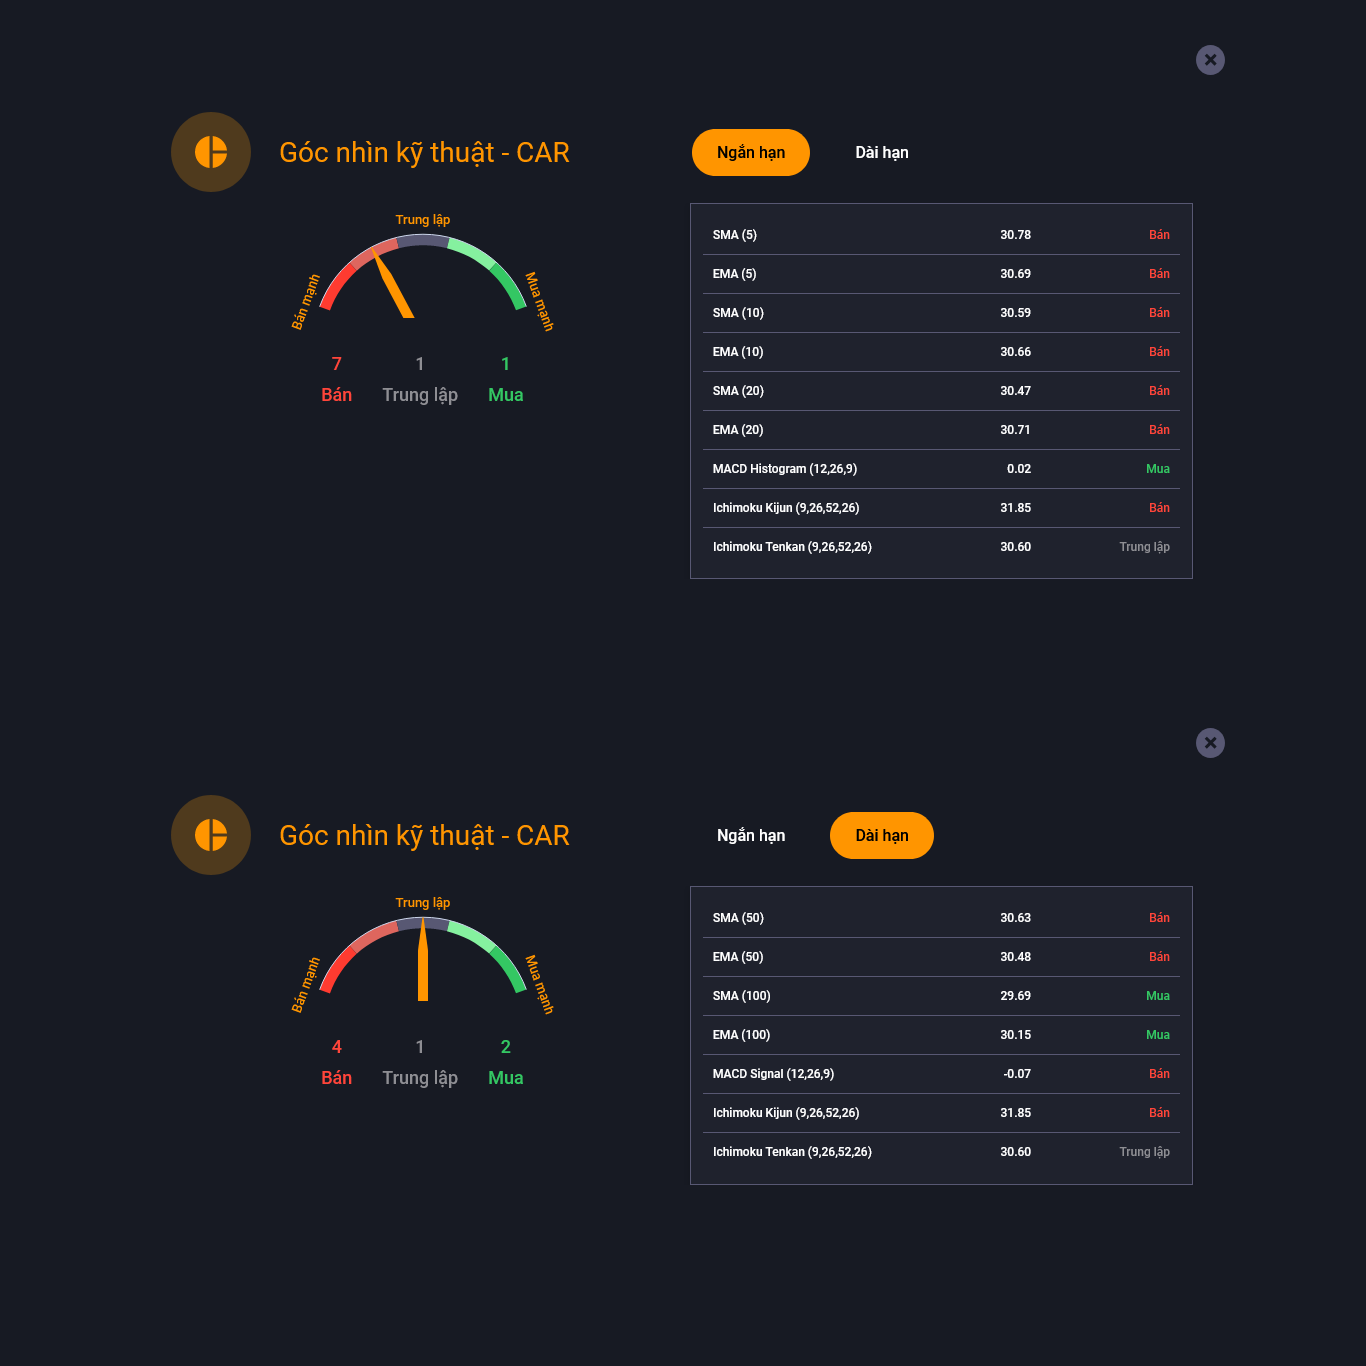 Góc nhìn kỹ thuật - CAR
Ngắn hạn
Dài hạn
Trung lập
Bán mạnh
Mua mạnh
7 1 1
Bán Trung lập Mua
SMA (5) 30.78 Bán
EMA (5) 30.69 Bán
SMA (10) 30.59 Bán
EMA (10) 30.66 Bán
SMA (20) 30.47 Bán
EMA (20) 30.71 Bán
MACD Histogram (12,26,9) 0.02 Mua
Ichimoku Kijun (9,26,52,26) 31.85 Bán
Ichimoku Tenkan (9,26,52,26) 30.60 Trung lập
Góc nhìn kỹ thuật - CAR
Ngắn hạn
Dài hạn
Trung lập
Bán mạnh
Mua mạnh
4 1 2
Bán Trung lập Mua
SMA (50) 30.63 Bán
EMA (50) 30.48 Bán
SMA (100) 29.69 Mua
EMA (100) 30.15 Mua
MACD Signal (12,26,9) -0.07 Bán
Ichimoku Kijun (9,26,52,26) 31.85 Bán
Ichimoku Tenkan (9,26,52,26) 30.60 Trung lập